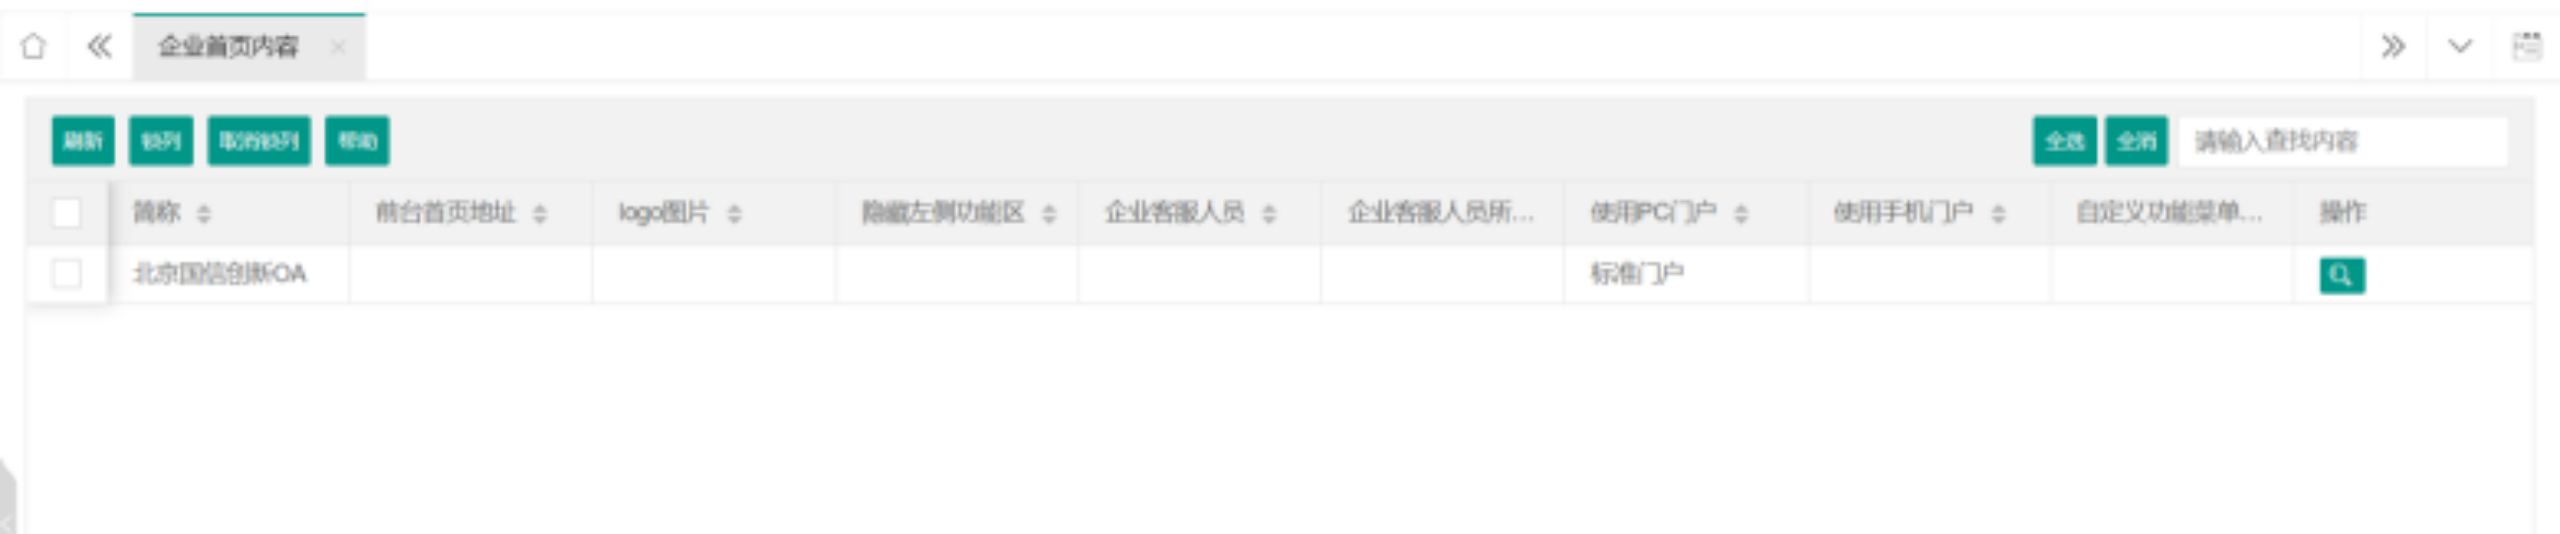 企业首页内容
刷新 锁列 取消锁列 帮助 全选 全消 请输入查找内容
简称 前台首页地址 logo图片 隐藏左侧功能区 企业客服人员 企业客服人员所... 使用PC门户 使用手机门户 自定义功能菜单... 操作
北京国信创新OA 标准门户